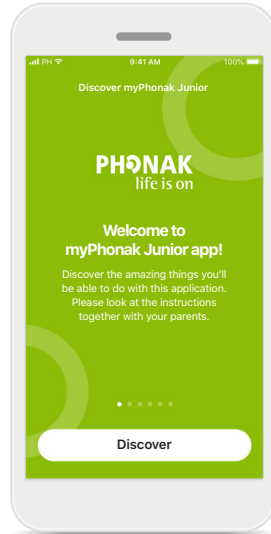 PH 9:41 AM 100%
Discover myPhonak Junior
PHONAK
life is on
Welcome to
myPhonak Junior app!
Discover the amazing things you'll
be able to do with this application.
Please look at the instructions
together with your parents.
Discover